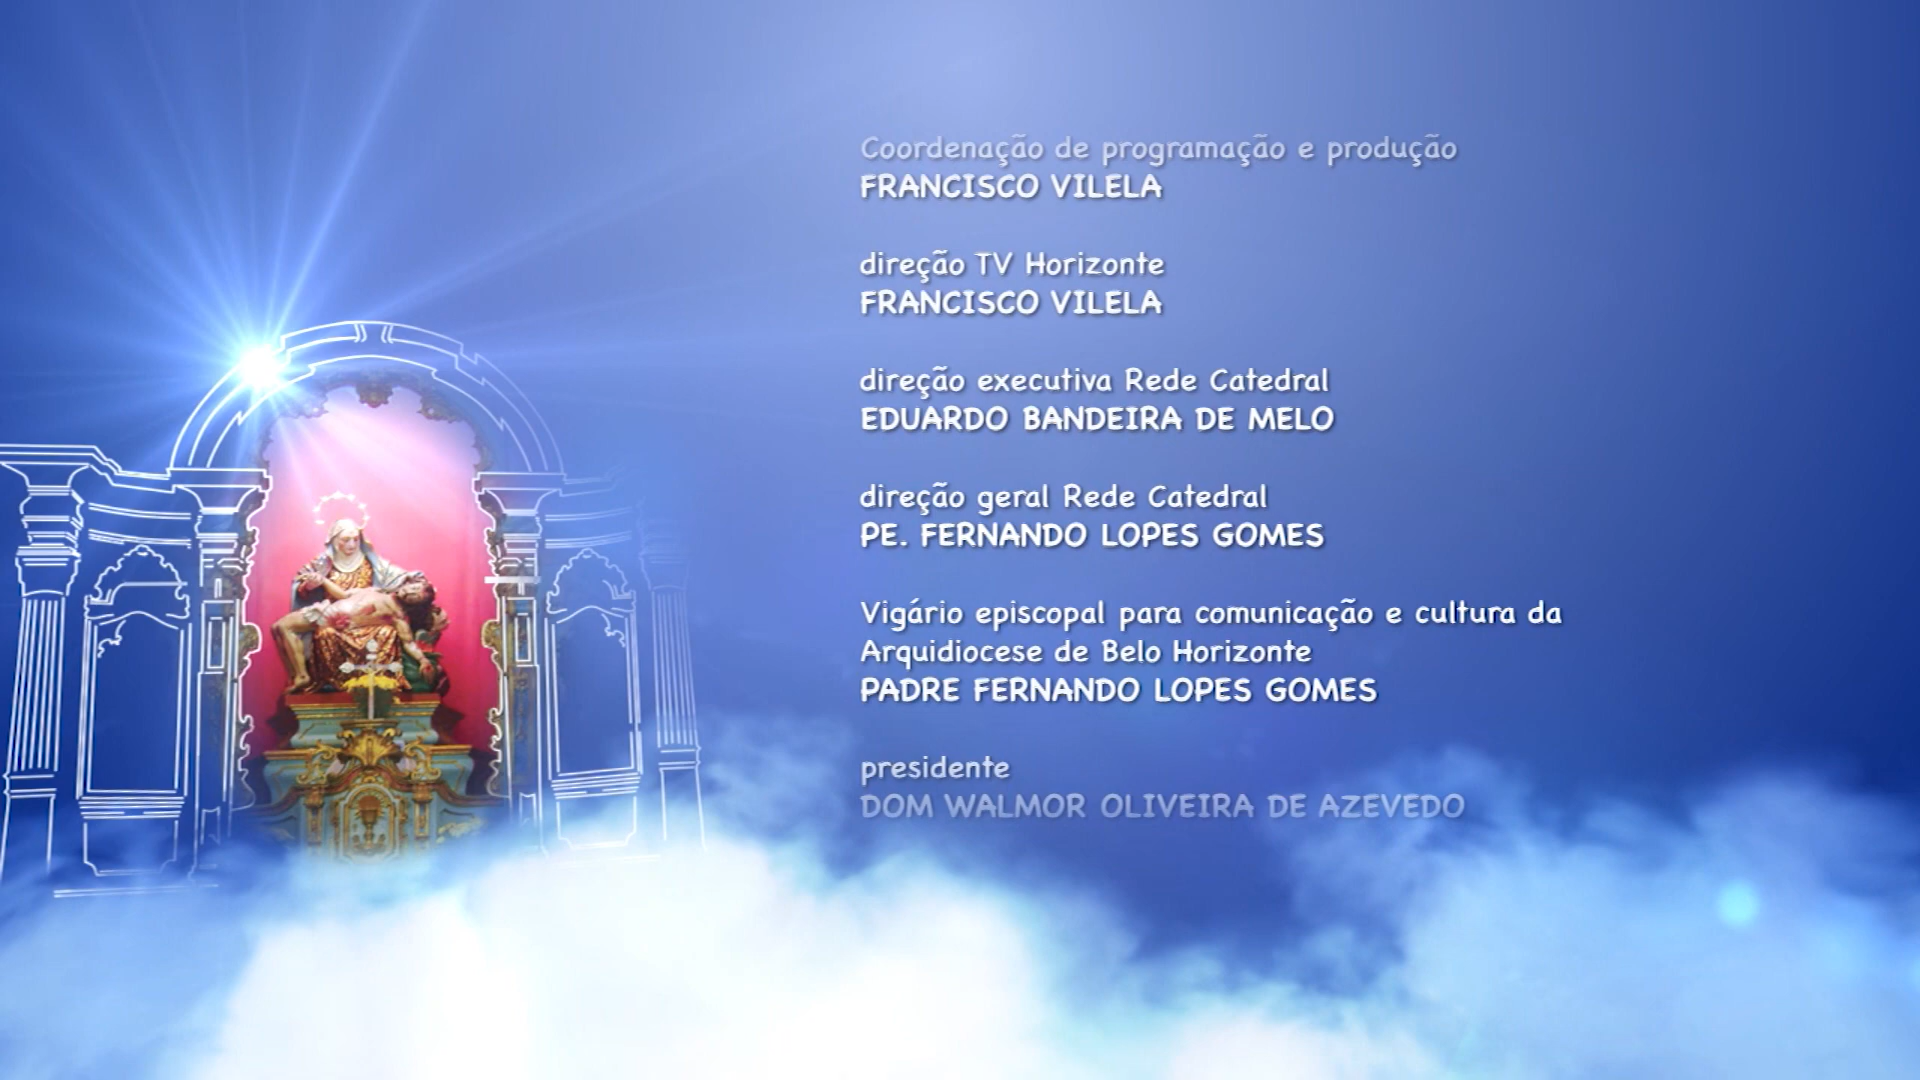 Coordenação de programação e produção
FRANCISCO VILELA
direção TV Horizonte
FRANCISCO VILELA
direção executiva Rede Catedral
EDUARDO BANDEIRA DE MELO
direção geral Rede Catedral
PE. FERNANDO LOPES GOMES
Vigário episcopal para comunicação e cultura da
Arquidiocese de Belo Horizonte
PADRE FERNANDO LOPES GOMES
presidente
DOM WALMOR OLIVEIRA DE AZEVEDO